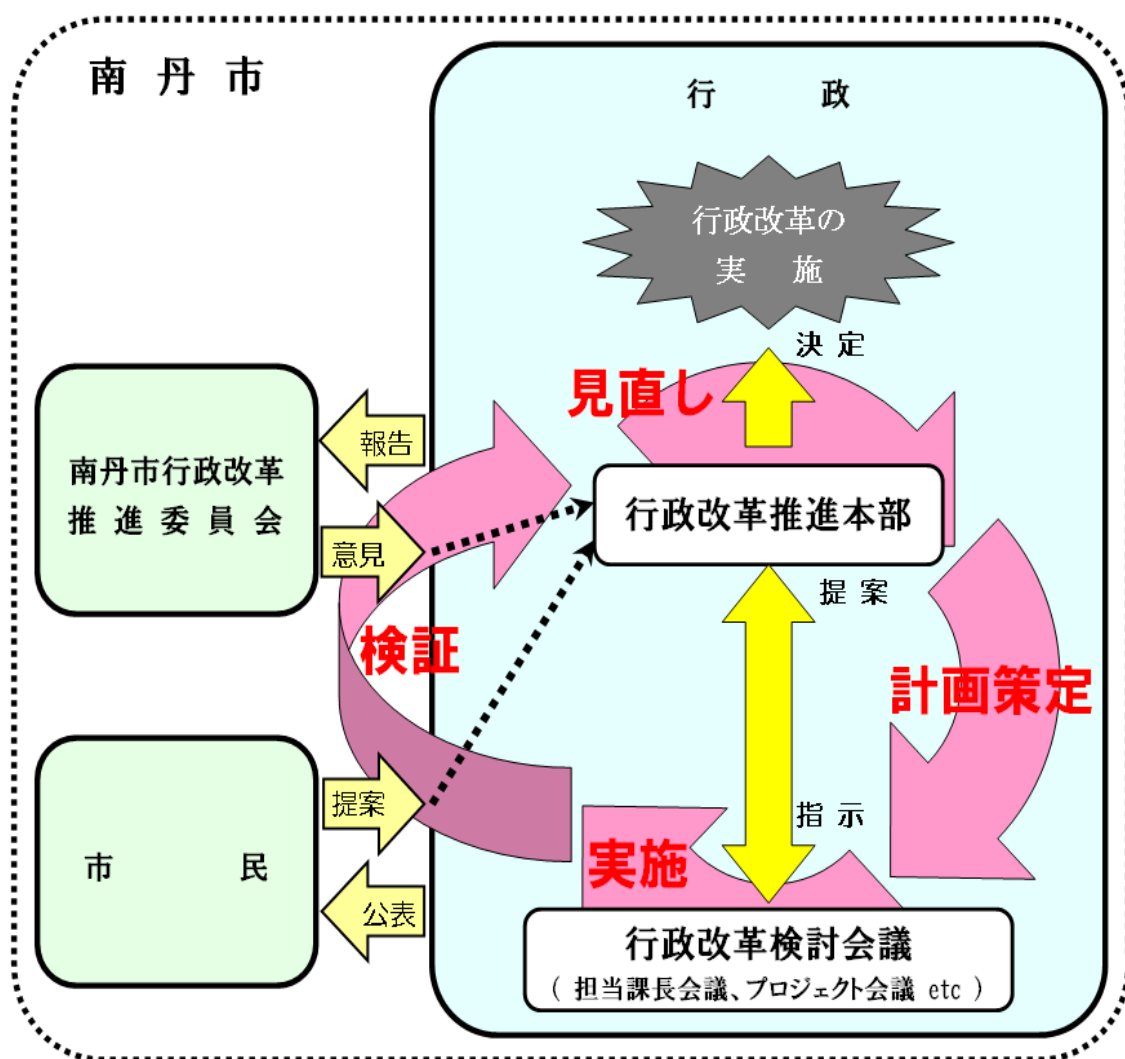 南 丹 市
行 政
行政改革の
実 施
決 定
見直し
報告
南丹市行政改革
推 進 委 員 会
意見
行政改革推進本部
提 案
検証
計画策定
提案
指 示
市 民
実施
公表
行政改革検討会議
( 担当課長会議、プロジェクト会議 etc )